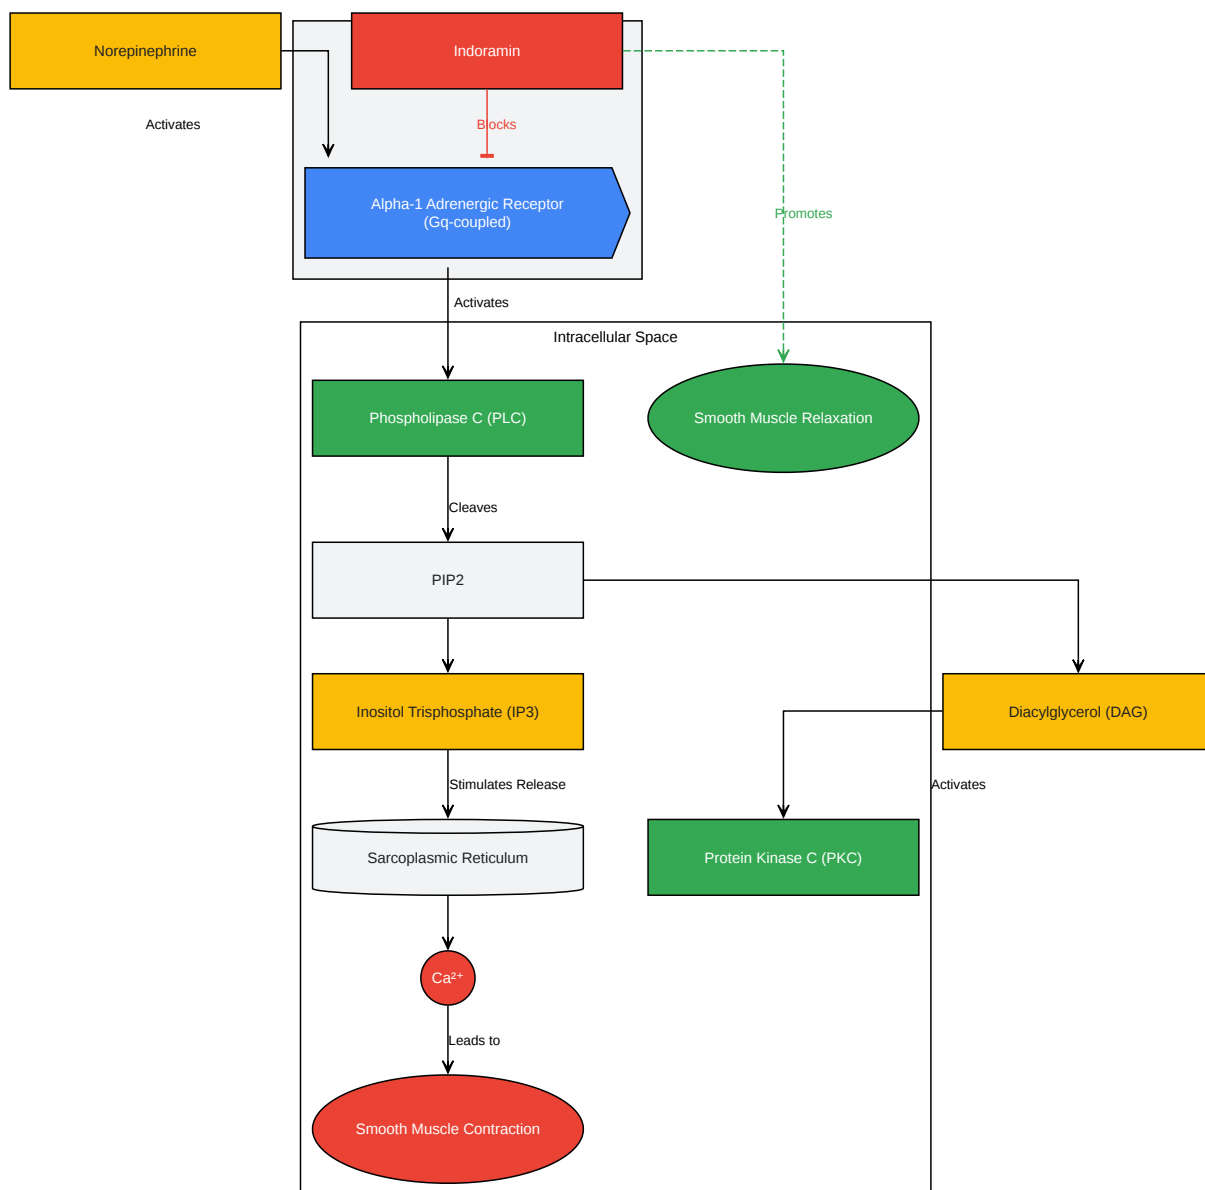 Norepinephrine
Indoramin
Activates
Blocks
Alpha-1 Adrenergic Receptor
(Gq-coupled)
Promotes
Activates
Intracellular Space
Phospholipase C (PLC)
Smooth Muscle Relaxation
Cleaves
PIP2
Inositol Trisphosphate (IP3)
Diacylglycerol (DAG)
Stimulates Release
Activates
Sarcoplasmic Reticulum
Protein Kinase C (PKC)
Ca²⁺
Leads to
Smooth Muscle Contraction